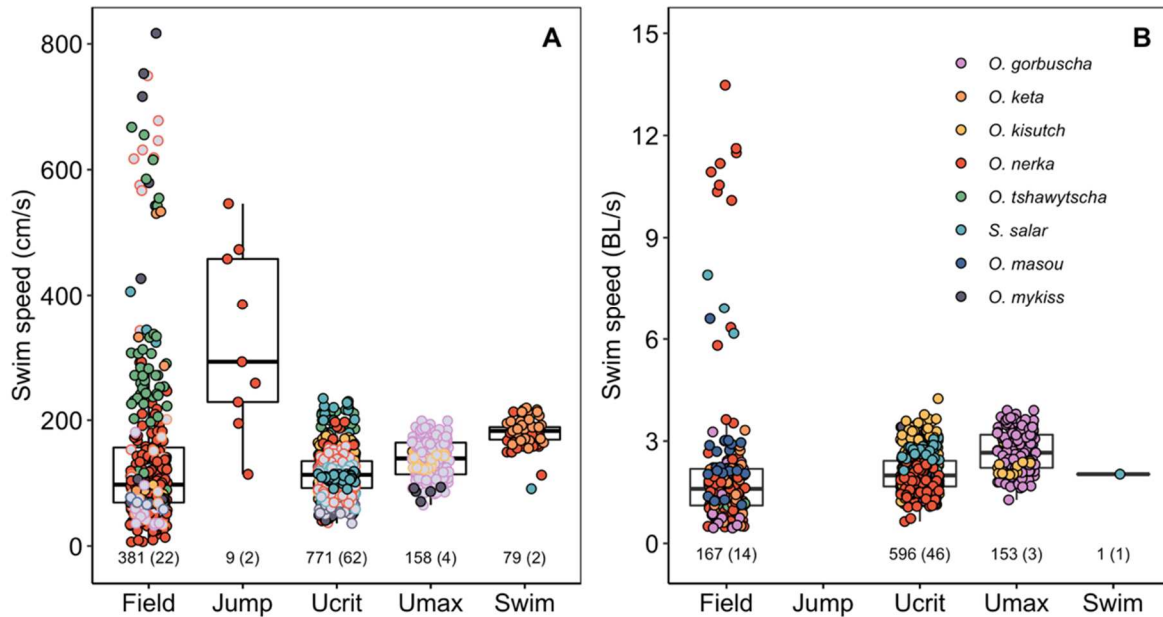 A
Swim speed (cm/s)
800
600
400
200
0
381 (22) 9 (2) 771 (62) 158 (4) 79 (2)
Field Jump Ucrit Umax Swim
B
Swim speed (BL/s)
15
12
9
6
3
0
O. gorbuscha
O. keta
O. kisutch
O. nerka
O. tshawytscha
S. salar
O. masou
O. mykiss
167 (14) 596 (46) 153 (3) 1 (1)
Field Jump Ucrit Umax Swim